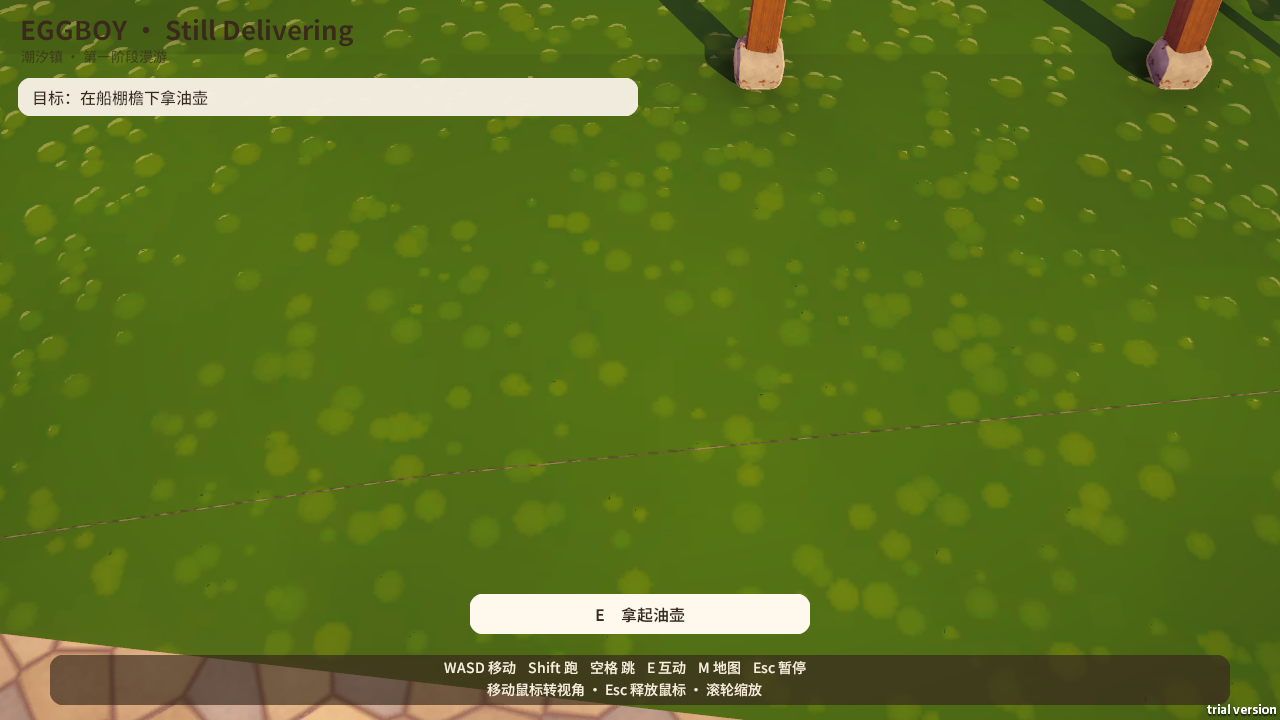 EGGBOY • Still Delivering
潮汐镇 • 第一阶段漫游
目标：在船棚檐下拿油壶
E 拿起油壶
WASD 移动 Shift 跑 空格 跳 E 互动 M 地图 Esc 暂停
移动鼠标转视角 • Esc 释放鼠标 • 滚轮缩放
trial version